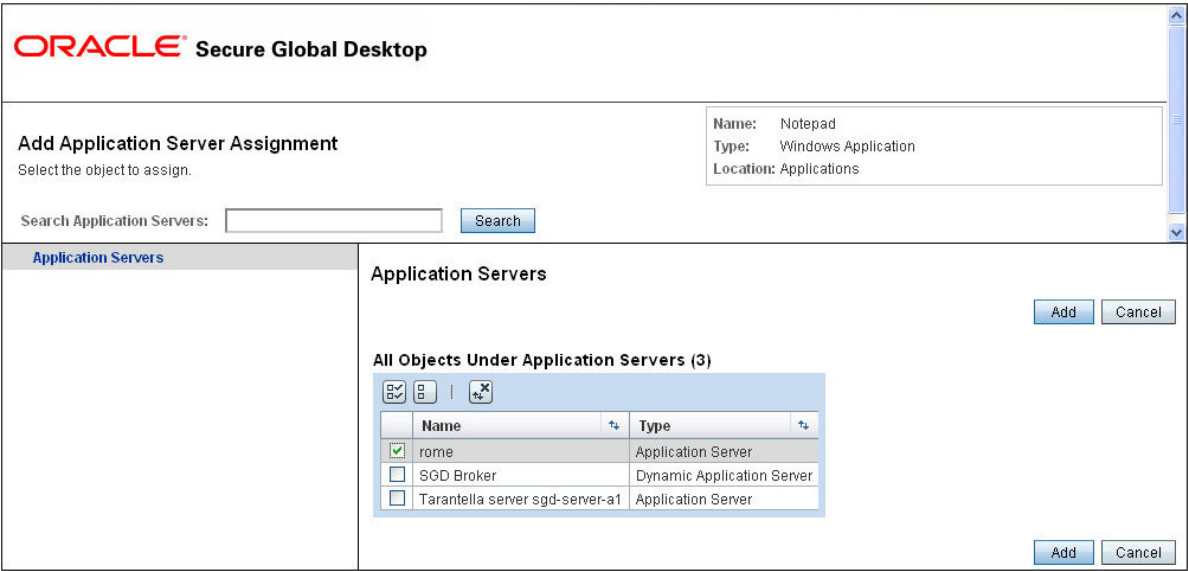 ORACLE Secure Global Desktop
Add Application Server Assignment
Select the object to assign.
Name: Notepad
Type: Windows Application
Location: Applications
Search Application Servers: Search
Application Servers
Application Servers
Add Cancel
All Objects Under Application Servers (3)
Name Type
rome Application Server
SGD Broker Dynamic Application Server
Tarantella server sgd-server-a1 Application Server
Add Cancel